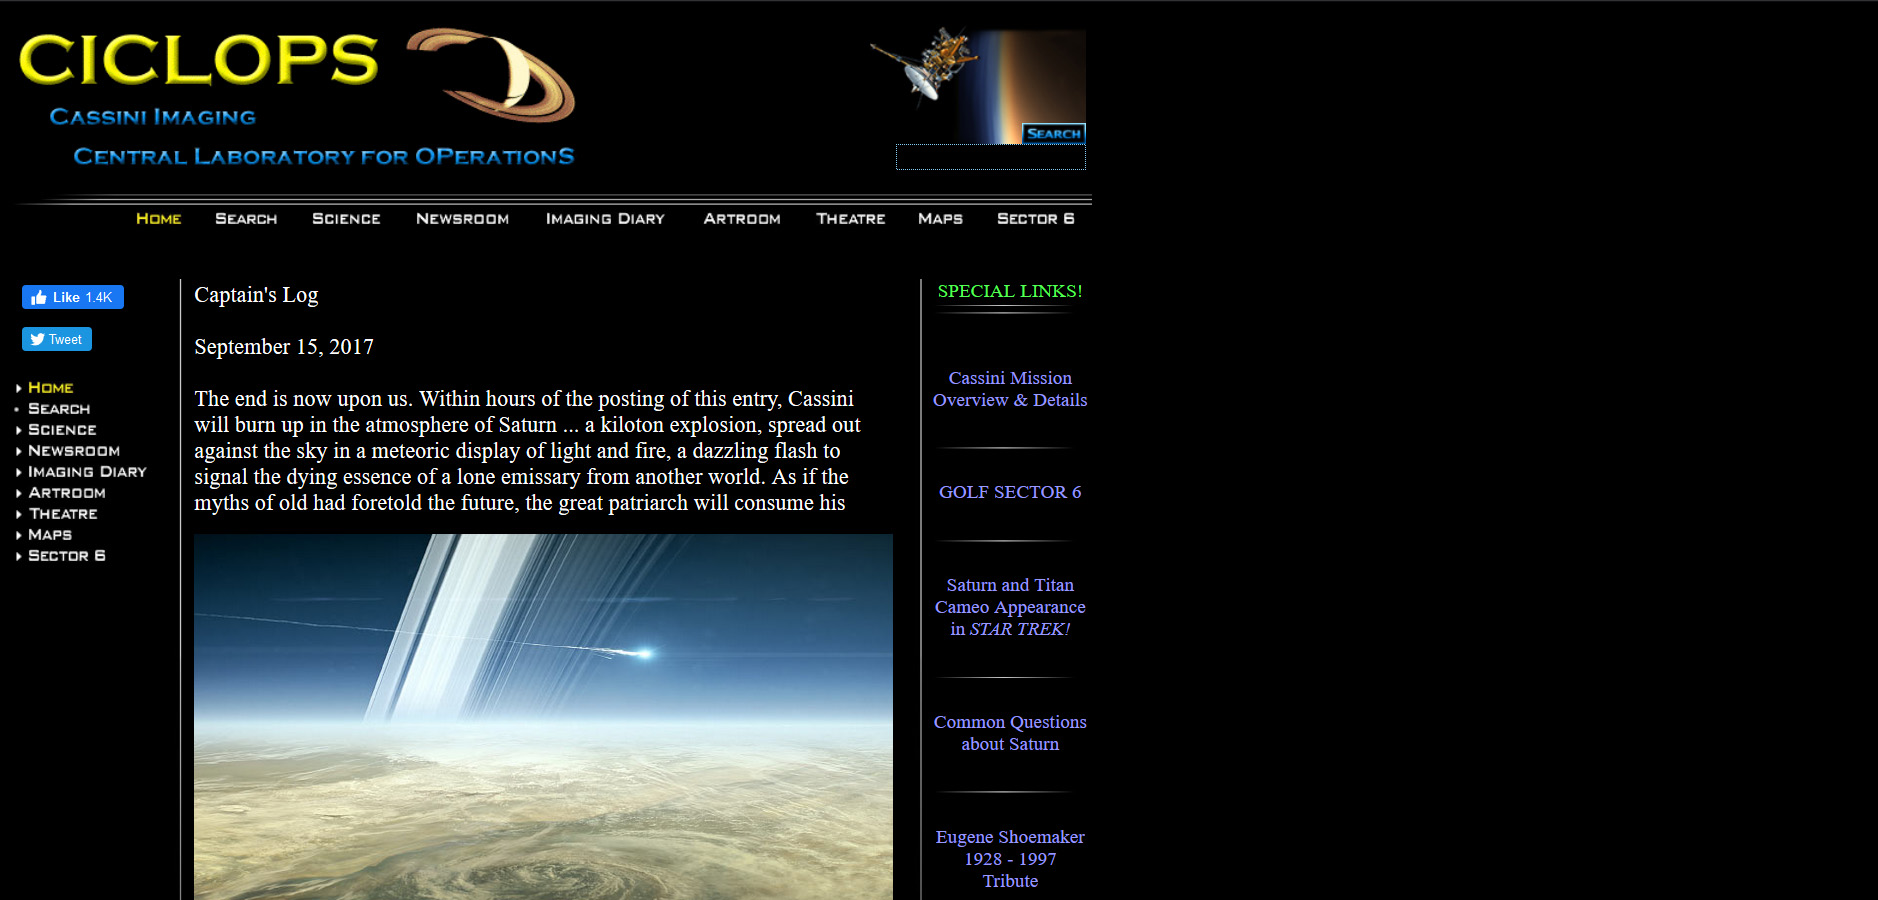 CICLOPS
CASSINI IMAGING
CENTRAL LABORATORY FOR OPERATIONS
SEARCH
HOME SEARCH SCIENCE NEWSROOM IMAGING DIARY ARTROOM THEATRE MAPS SECTOR 6
Like 1.4K
Tweet
HOME
SEARCH
SCIENCE
NEWSROOM
IMAGING DIARY
ARTROOM
THEATRE
MAPS
SECTOR 6
Captain's Log
September 15, 2017
The end is now upon us. Within hours of the posting of this entry, Cassini
will burn up in the atmosphere of Saturn ... a kiloton explosion, spread out
against the sky in a meteoric display of light and fire, a dazzling flash to
signal the dying essence of a lone emissary from another world. As if the
myths of old had foretold the future, the great patriarch will consume his
SPECIAL LINKS!
Cassini Mission
Overview & Details
GOLF SECTOR 6
Saturn and Titan
Cameo Appearance
in STAR TREK!
Common Questions
about Saturn
Eugene Shoemaker
1928 - 1997
Tribute